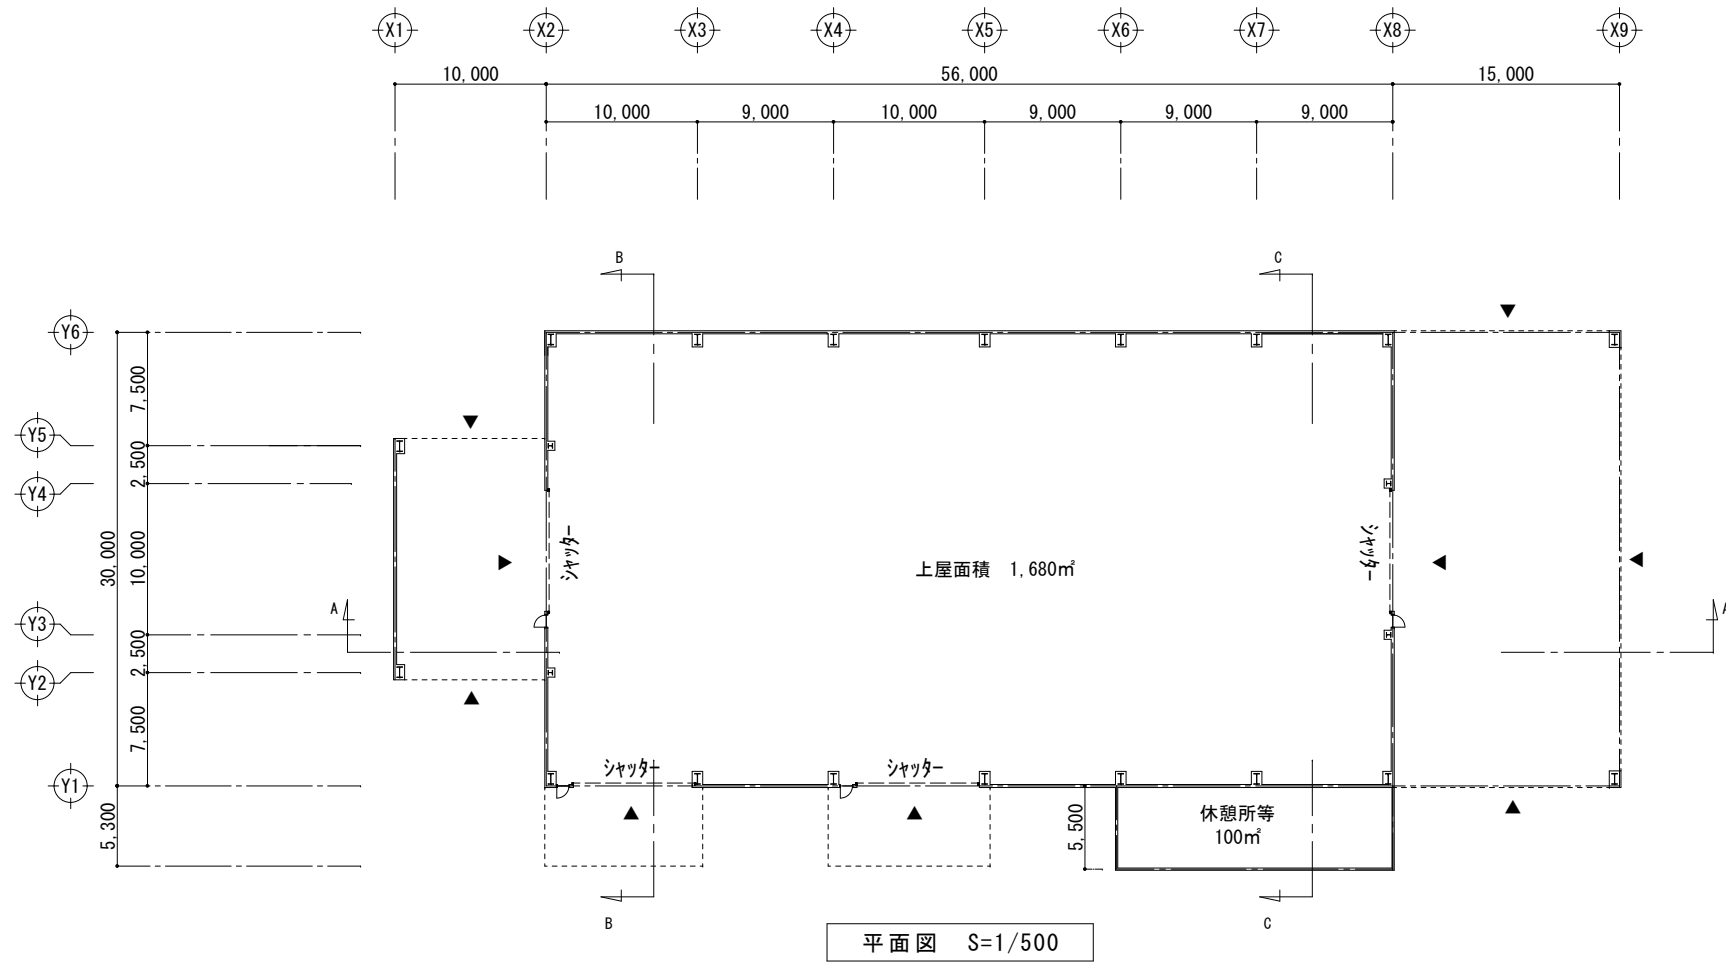 X1 X2 X3 X4 X5 X6 X7 X8 X9
10,000 56,000 15,000
10,000 9,000 10,000 9,000 9,000 9,000
B C
Y6
7,500
Y5
2,500
Y4
シャッター シャッター
30,000 10,000
上屋面積 1,680㎡
A A
Y3
2,500
Y2
7,500
シャッター シャッター
Y1
5,300
5,500
休憩所等
100㎡
B C
平面図 S=1/500